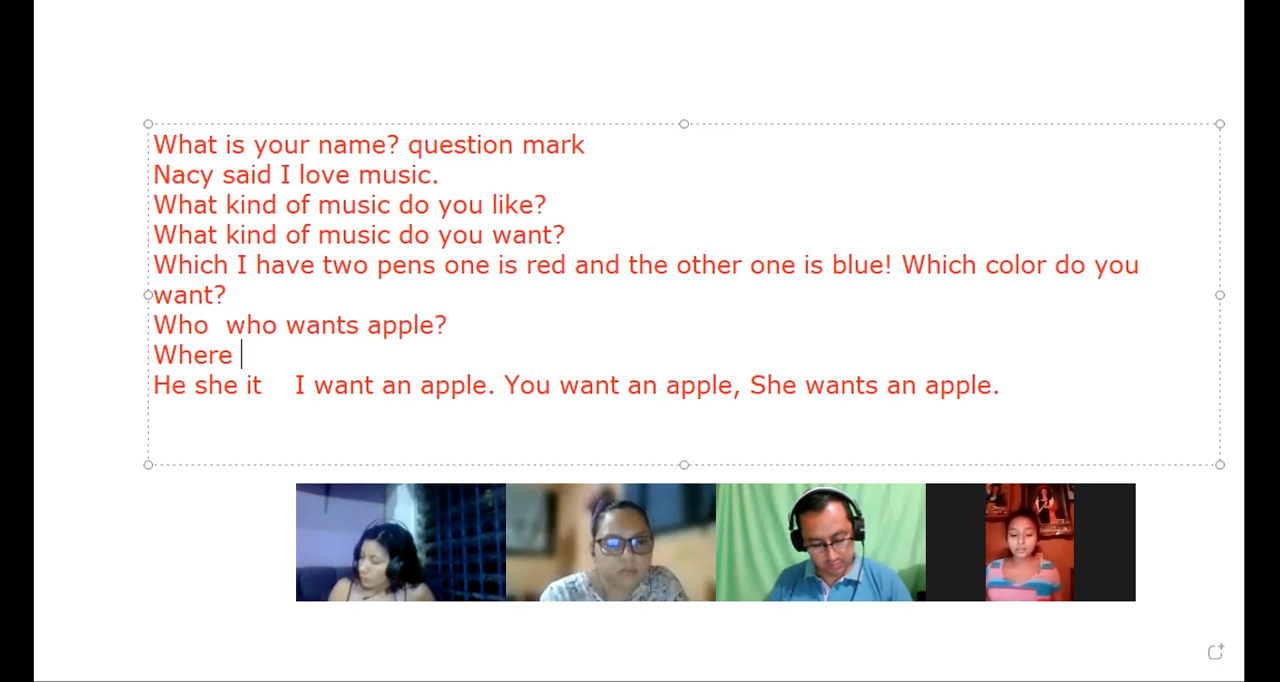 What is your name? question mark
Nacy said I love music.
What kind of music do you like?
What kind of music do you want?
Which I have two pens one is red and the other one is blue! Which color do you
want?
Who  who wants apple?
Where
He she it    I want an apple. You want an apple, She wants an apple.